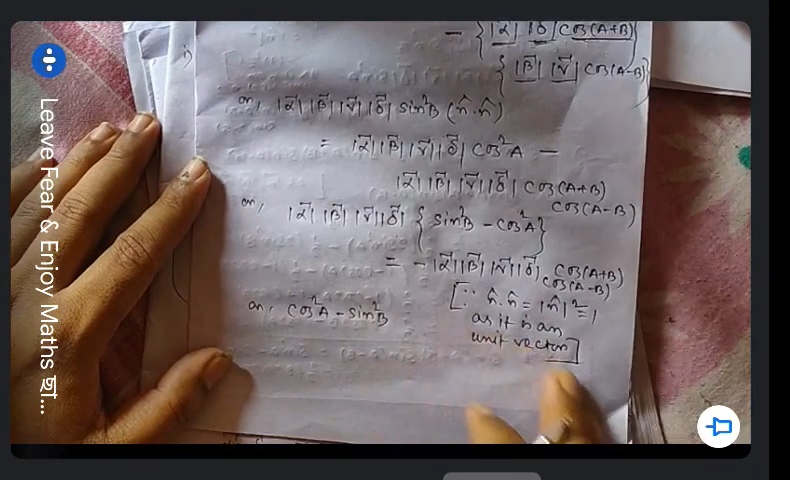 i)
- { |α⃗| |δ⃗| cos(A+B) }
{ |β⃗| |γ⃗| cos(A-B) }
or, |α⃗||β⃗||γ⃗||δ⃗| sin²B (n̂.n̂)
= |α⃗||β⃗||γ⃗||δ⃗| cos²A -
|α⃗||β⃗||γ⃗||δ⃗| cos(A+B)
cos(A-B)
or, |α⃗||β⃗||γ⃗||δ⃗| { sin²B - cos²A }
= - |α⃗||β⃗||γ⃗||δ⃗| cos(A+B)
cos(A-B)
[∵ n̂.n̂ = |n̂|² = 1
as it is an
unit vector]
or, cos²A - sin²B
Leave Fear & Enjoy Maths ছা...